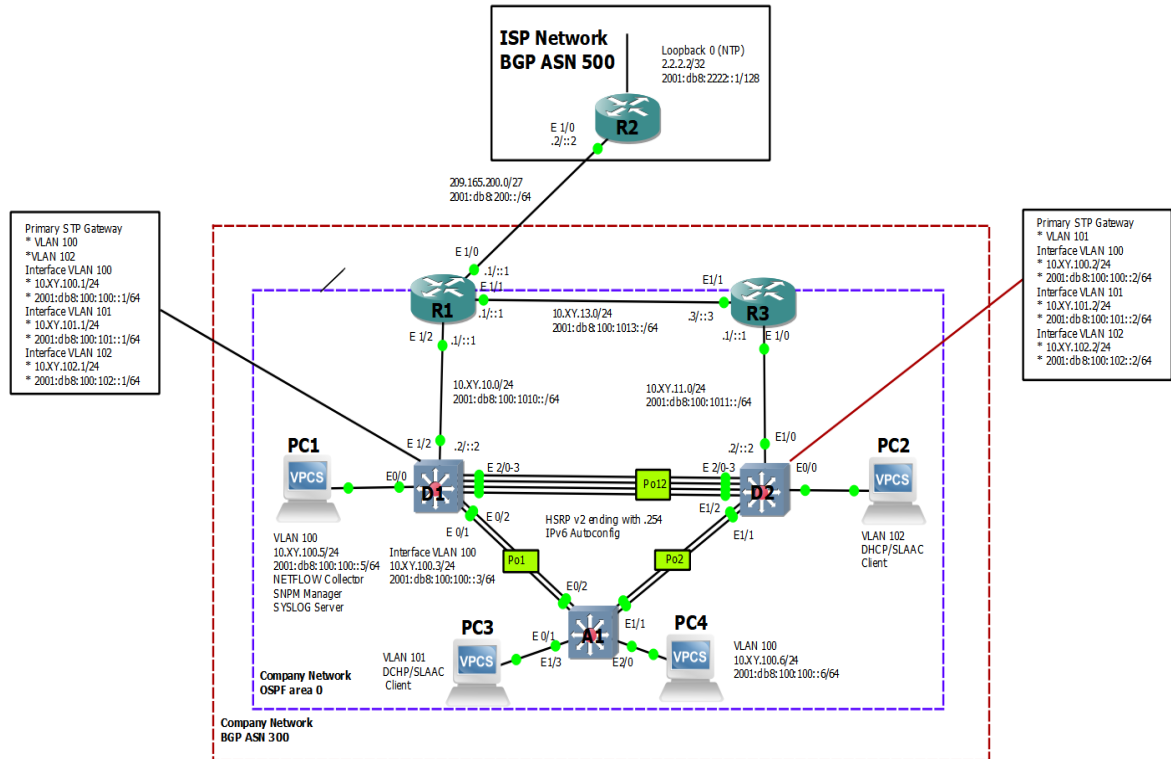 ISP Network
BGP ASN 500
Loopback 0 (NTP)
2.2.2.2/32
2001:db8:2222::1/128
R2
E 1/0
.2/::2
209.165.200.0/27
2001:db8:200::/64
Primary STP Gateway
* VLAN 100
*VLAN 102
Interface VLAN 100
* 10.XY.100.1/24
* 2001:db8:100:100::1/64
Interface VLAN 101
* 10.XY.101.1/24
* 2001:db8:100:101::1/64
Interface VLAN 102
* 10.XY.102.1/24
* 2001:db8:100:102::1/64
Primary STP Gateway
* VLAN 101
Interface VLAN 100
* 10.XY.100.2/24
* 2001:db8:100:100::2/64
Interface VLAN 101
* 10.XY.101.2/24
* 2001:db8:100:101::2/64
Interface VLAN 102
* 10.XY.102.2/24
* 2001:db8:100:102::2/64
E 1/0
.1/::1
E 1/1
R1
.1/::1
E 1/2
.1/::1
10.XY.13.0/24
2001:db8:100:1013::/64
E1/1
R3
.3/::3
.1/::1
E 1/0
10.XY.10.0/24
2001:db8:100:1010::/64
10.XY.11.0/24
2001:db8:100:1011::/64
E 1/2
.2/::2
.2/::2
E1/0
PC1
VPCS
E0/0
D1
E 2/0-3
Po12
E 2/0-3
D2
E0/0
PC2
VPCS
E 0/2
E 0/1
HSRP v2 ending with .254
IPv6 Autoconfig
E1/2
E1/1
VLAN 100
10.XY.100.5/24
2001:db8:100:100::5/64
NETFLOW Collector
SNPM Manager
SYSLOG Server
Interface VLAN 100
10.XY.100.3/24
2001:db8:100:100::3/64
Po1
Po2
VLAN 102
DHCP/SLAAC
Client
E0/2
E1/1
A1
E 0/1
E1/3
E2/0
PC3
VPCS
VLAN 101
DCHP/SLAAC
Client
PC4
VPCS
VLAN 100
10.XY.100.6/24
2001:db8:100:100::6/64
Company Network
OSPF area 0
Company Network
BGP ASN 300